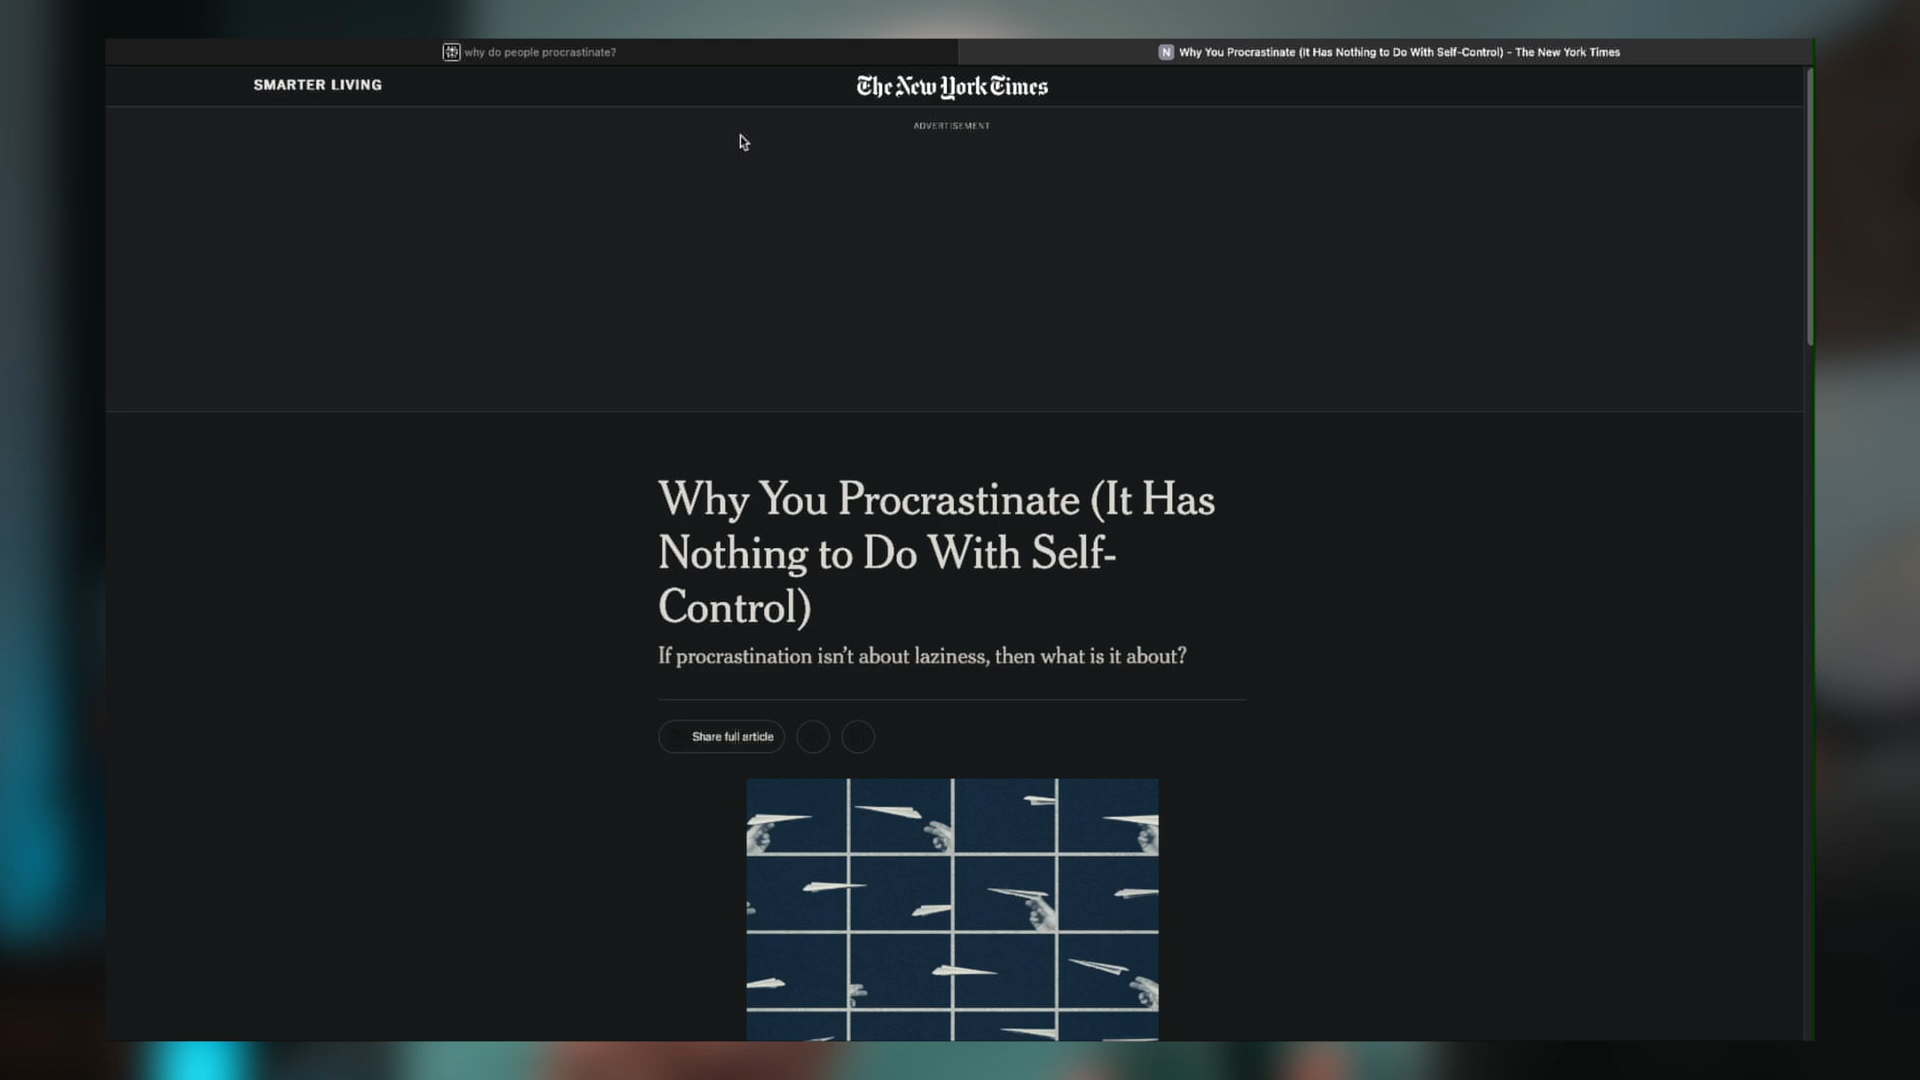 why do people procrastinate?
N Why You Procrastinate (It Has Nothing to Do With Self-Control) - The New York Times
SMARTER LIVING
The New York Times
ADVERTISEMENT
Why You Procrastinate (It Has
Nothing to Do With Self-
Control)
If procrastination isn't about laziness, then what is it about?
Share full article